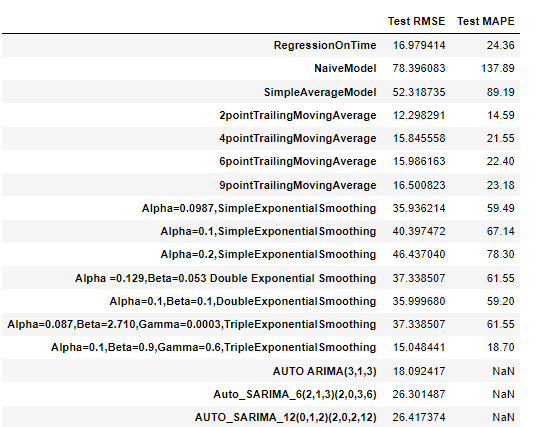 Test RMSE Test MAPE
RegressionOnTime 16.979414 24.36
NaiveModel 78.396083 137.89
SimpleAverageModel 52.318735 89.19
2pointTrailingMovingAverage 12.298291 14.59
4pointTrailingMovingAverage 15.845558 21.55
6pointTrailingMovingAverage 15.986163 22.40
9pointTrailingMovingAverage 16.500823 23.18
Alpha=0.0987,SimpleExponentialSmoothing 35.936214 59.49
Alpha=0.1,SimpleExponentialSmoothing 40.397472 67.14
Alpha=0.2,SimpleExponentialSmoothing 46.437040 78.30
Alpha =0.129,Beta=0.053 Double Exponential Smoothing 37.338507 61.55
Alpha=0.1,Beta=0.1,DoubleExponentialSmoothing 35.999680 59.20
Alpha=0.087,Beta=2.710,Gamma=0.0003,TripleExponentialSmoothing 37.338507 61.55
Alpha=0.1,Beta=0.9,Gamma=0.6,TripleExponentialSmoothing 15.048441 18.70
AUTO ARIMA(3,1,3) 18.092417 NaN
Auto_SARIMA_6(2,1,3)(2,0,3,6) 26.301487 NaN
AUTO_SARIMA_12(0,1,2)(2,0,2,12) 26.417374 NaN